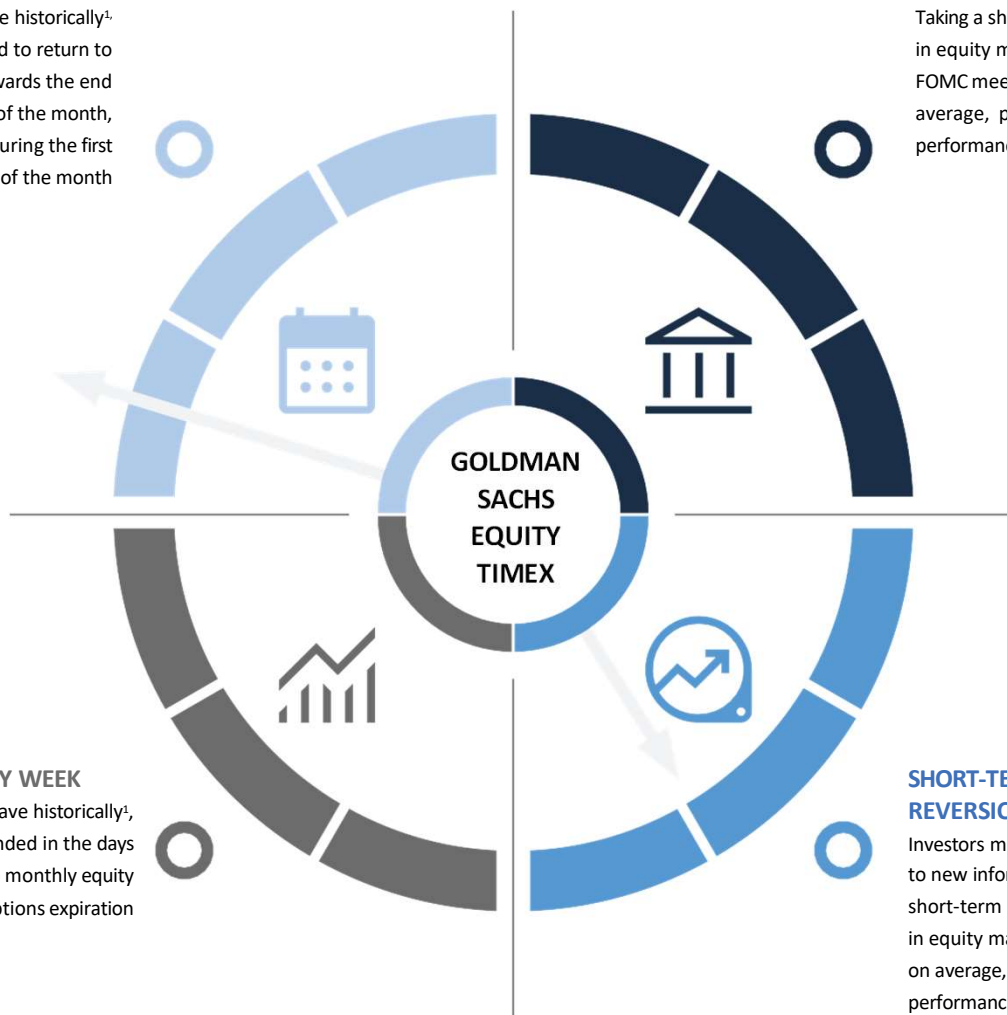 e historically¹,
d to return to
wards the end
of the month,
uring the first
of the month
Taking a sh
in equity m
FOMC mee
average, p
performanc
GOLDMAN
SACHS
EQUITY
TIMEX
Y WEEK
ave historically¹,
nded in the days
monthly equity
ptions expiration
SHORT-TE
REVERSIO
Investors m
to new infor
short-term
in equity ma
on average,
performanc